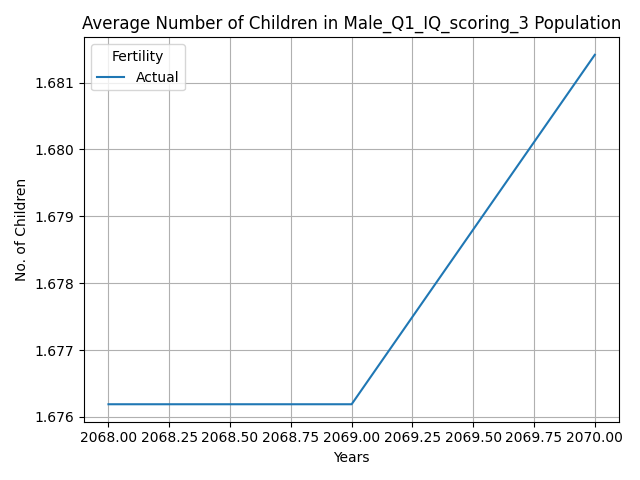 Average Number of Children in Male_Q1_IQ_scoring_3 Population
Fertility
Actual
1.681
1.680
1.679
1.678
1.677
1.676
No. of Children
2068.00 2068.25 2068.50 2068.75 2069.00 2069.25 2069.50 2069.75 2070.00
Years